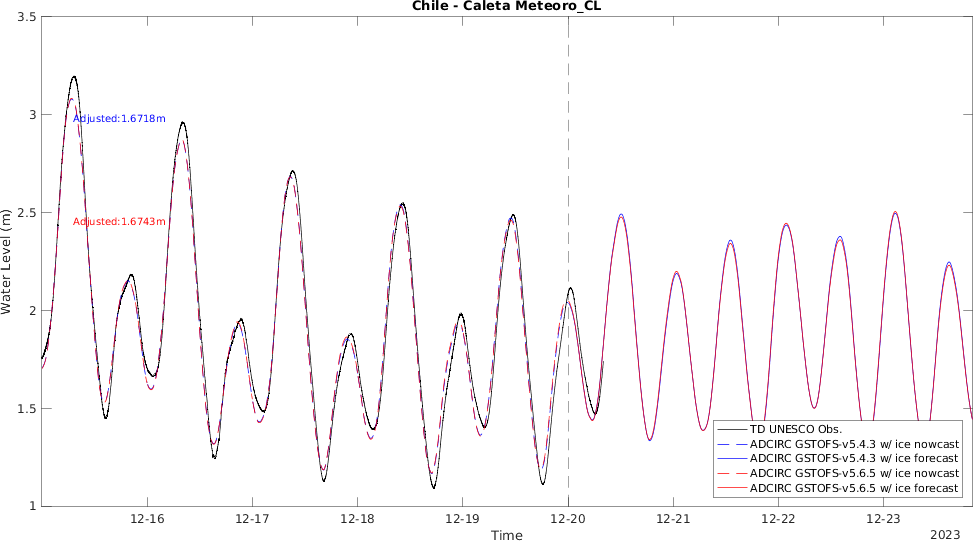 Chile - Caleta Meteoro_CL
3.5
3
2.5
2
1.5
1
Water Level (m)
Adjusted:1.6718m
Adjusted:1.6743m
TD UNESCO Obs.
ADCIRC GSTOFS-v5.4.3 w/ ice nowcast
ADCIRC GSTOFS-v5.4.3 w/ ice forecast
ADCIRC GSTOFS-v5.6.5 w/ ice nowcast
ADCIRC GSTOFS-v5.6.5 w/ ice forecast
12-16 12-17 12-18 12-19 12-20 12-21 12-22 12-23
Time
2023